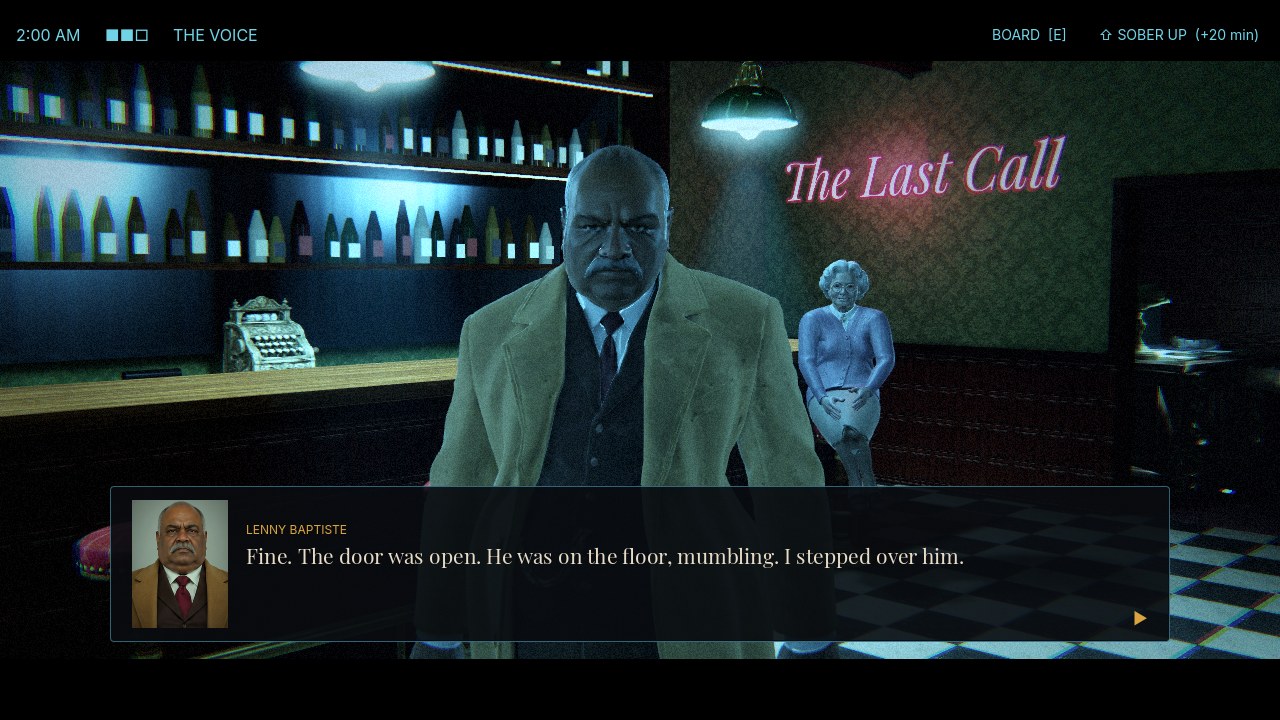 2:00 AM THE VOICE BOARD [E] ⇧ SOBER UP (+20 min)
The Last Call
LENNY BAPTISTE
Fine. The door was open. He was on the floor, mumbling. I stepped over him.